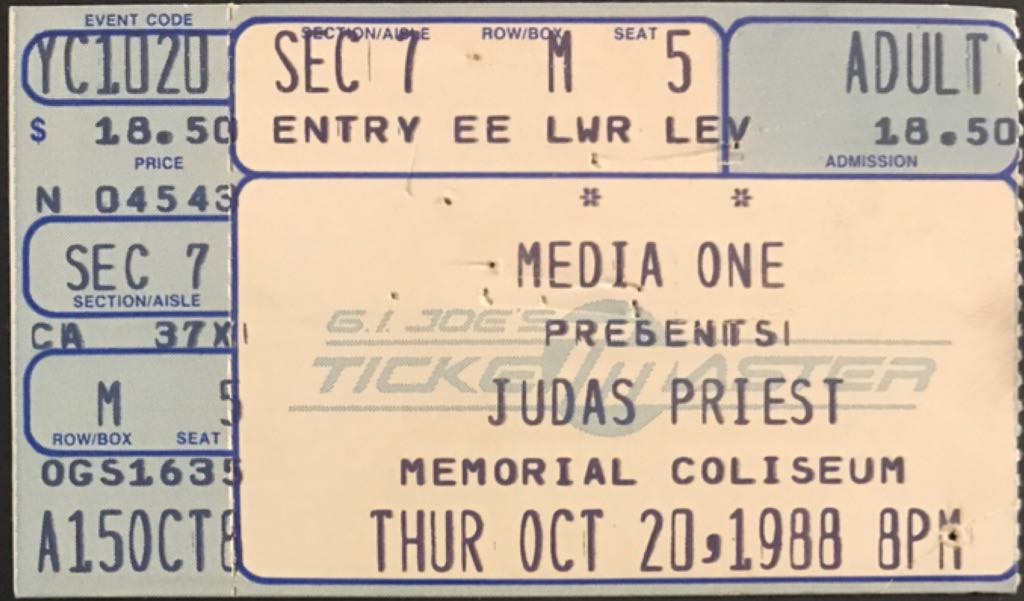 EVENT CODE
YC1020
$ 18.50
PRICE
N 04543
SEC 7
SECTION/AISLE
CA 37X
M 5
ROW/BOX SEAT
OGS1635
A15OCT8
SECTION/AISLE ROW/BOX SEAT
SEC 7 M 5 ADULT
ENTRY EE LWR LEV 18.50
ADMISSION
* *
MEDIA ONE
G.I. JOE'S
PRESENTS!
TICKETMASTER
JUDAS PRIEST
MEMORIAL COLISEUM
THUR OCT 20,1988 8PM